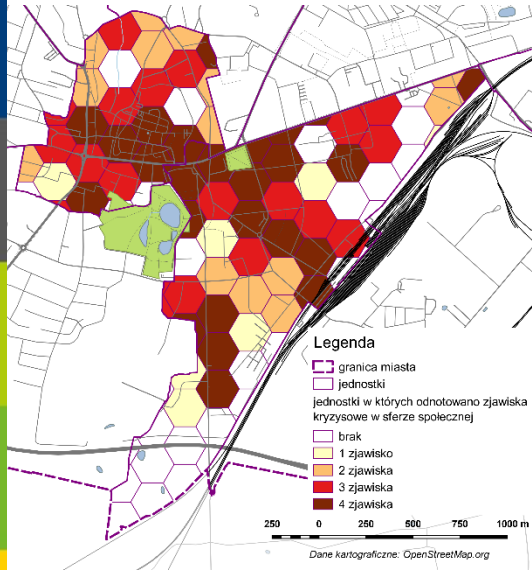 Legenda
granica miasta
jednostki
jednostki w których odnotowano zjawiska
kryzysowe w sferze społecznej
brak
1 zjawisko
2 zjawiska
3 zjawiska
4 zjawiska
250 0 250 500 750 1000 m
Dane kartograficzne: OpenStreetMap.org